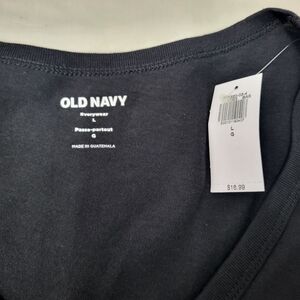 OLD NAVY
Everywear
L
Passe-partout
G
MADE IN GUATEMALA
L
G
$16.99